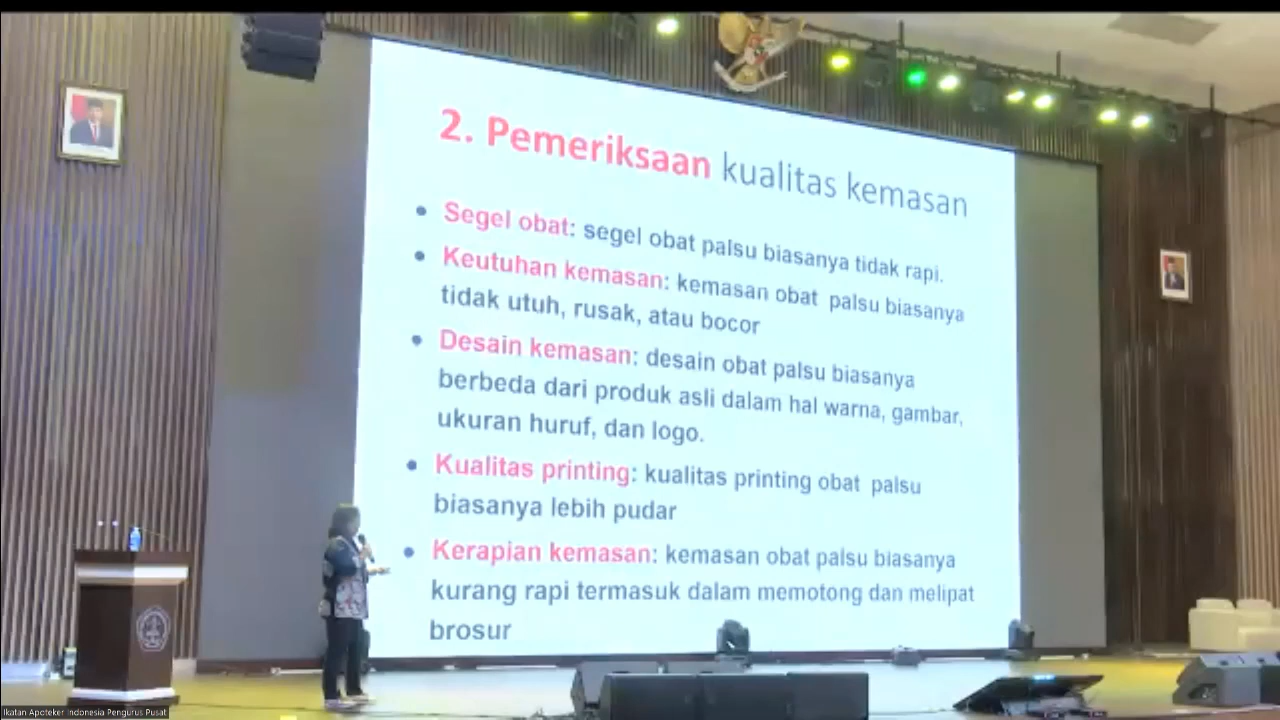 2. Pemeriksaan kualitas kemasan
• Segel obat: segel obat palsu biasanya tidak rapi.
• Keutuhan kemasan: kemasan obat palsu biasanya
tidak utuh, rusak, atau bocor
• Desain kemasan: desain obat palsu biasanya
berbeda dari produk asli dalam hal warna, gambar,
ukuran huruf, dan logo.
• Kualitas printing: kualitas printing obat palsu
biasanya lebih pudar
• Kerapian kemasan: kemasan obat palsu biasanya
kurang rapi termasuk dalam memotong dan melipat
brosur
Ikatan Apoteker Indonesia Pengurus Pusat